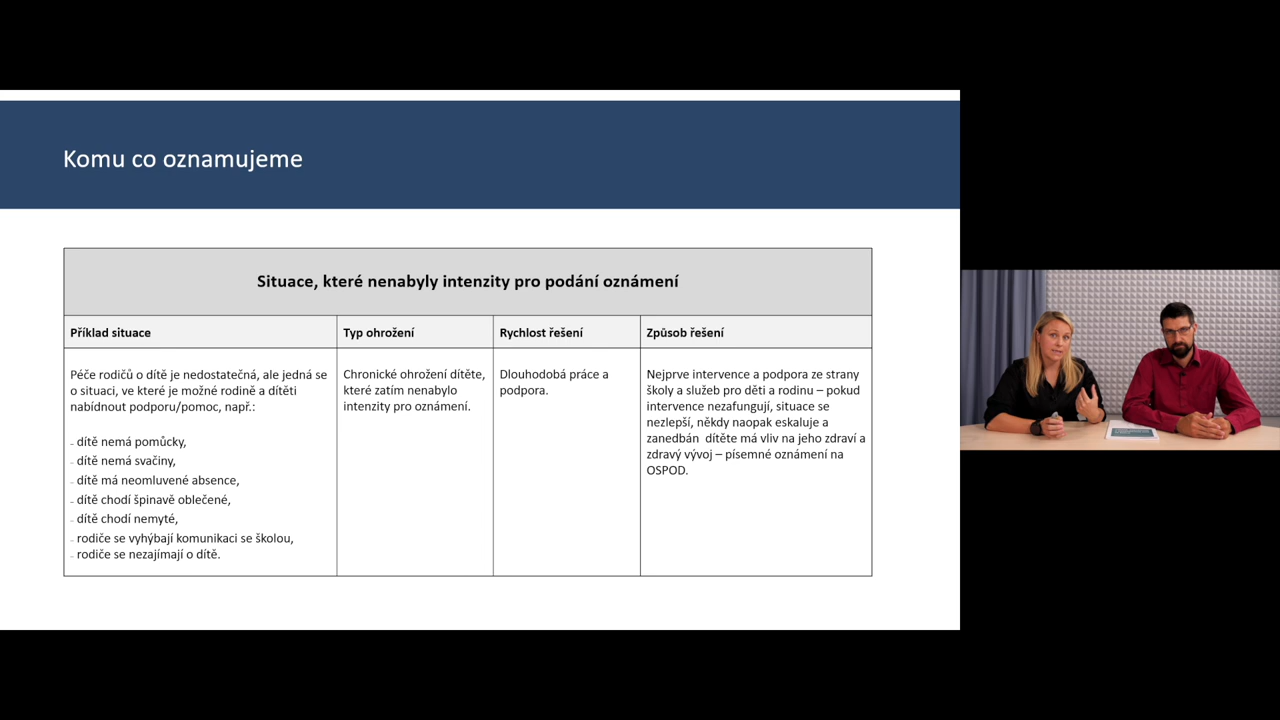 Komu co oznamujeme
Situace, které nenabyly intenzity pro podání oznámení
Příklad situace
Typ ohrožení
Rychlost řešení
Způsob řešení
Péče rodičů o dítě je nedostatečná, ale jedná se
o situaci, ve které je možné rodině a dítěti
nabídnout podporu/pomoc, např.:
- dítě nemá pomůcky,
- dítě nemá svačiny,
- dítě má neomluvené absence,
- dítě chodí špinavě oblečené,
- dítě chodí nemyté,
- rodiče se vyhýbají komunikaci se školou,
- rodiče se nezajímají o dítě.
Chronické ohrožení dítěte,
které zatím nenabylo
intenzity pro oznámení.
Dlouhodobá práce a
podpora.
Nejprve intervence a podpora ze strany
školy a služeb pro děti a rodinu – pokud
intervence nezafungují, situace se
nezlepší, někdy naopak eskaluje a
zanedbán  dítěte má vliv na jeho zdraví a
zdravý vývoj – písemné oznámení na
OSPOD.